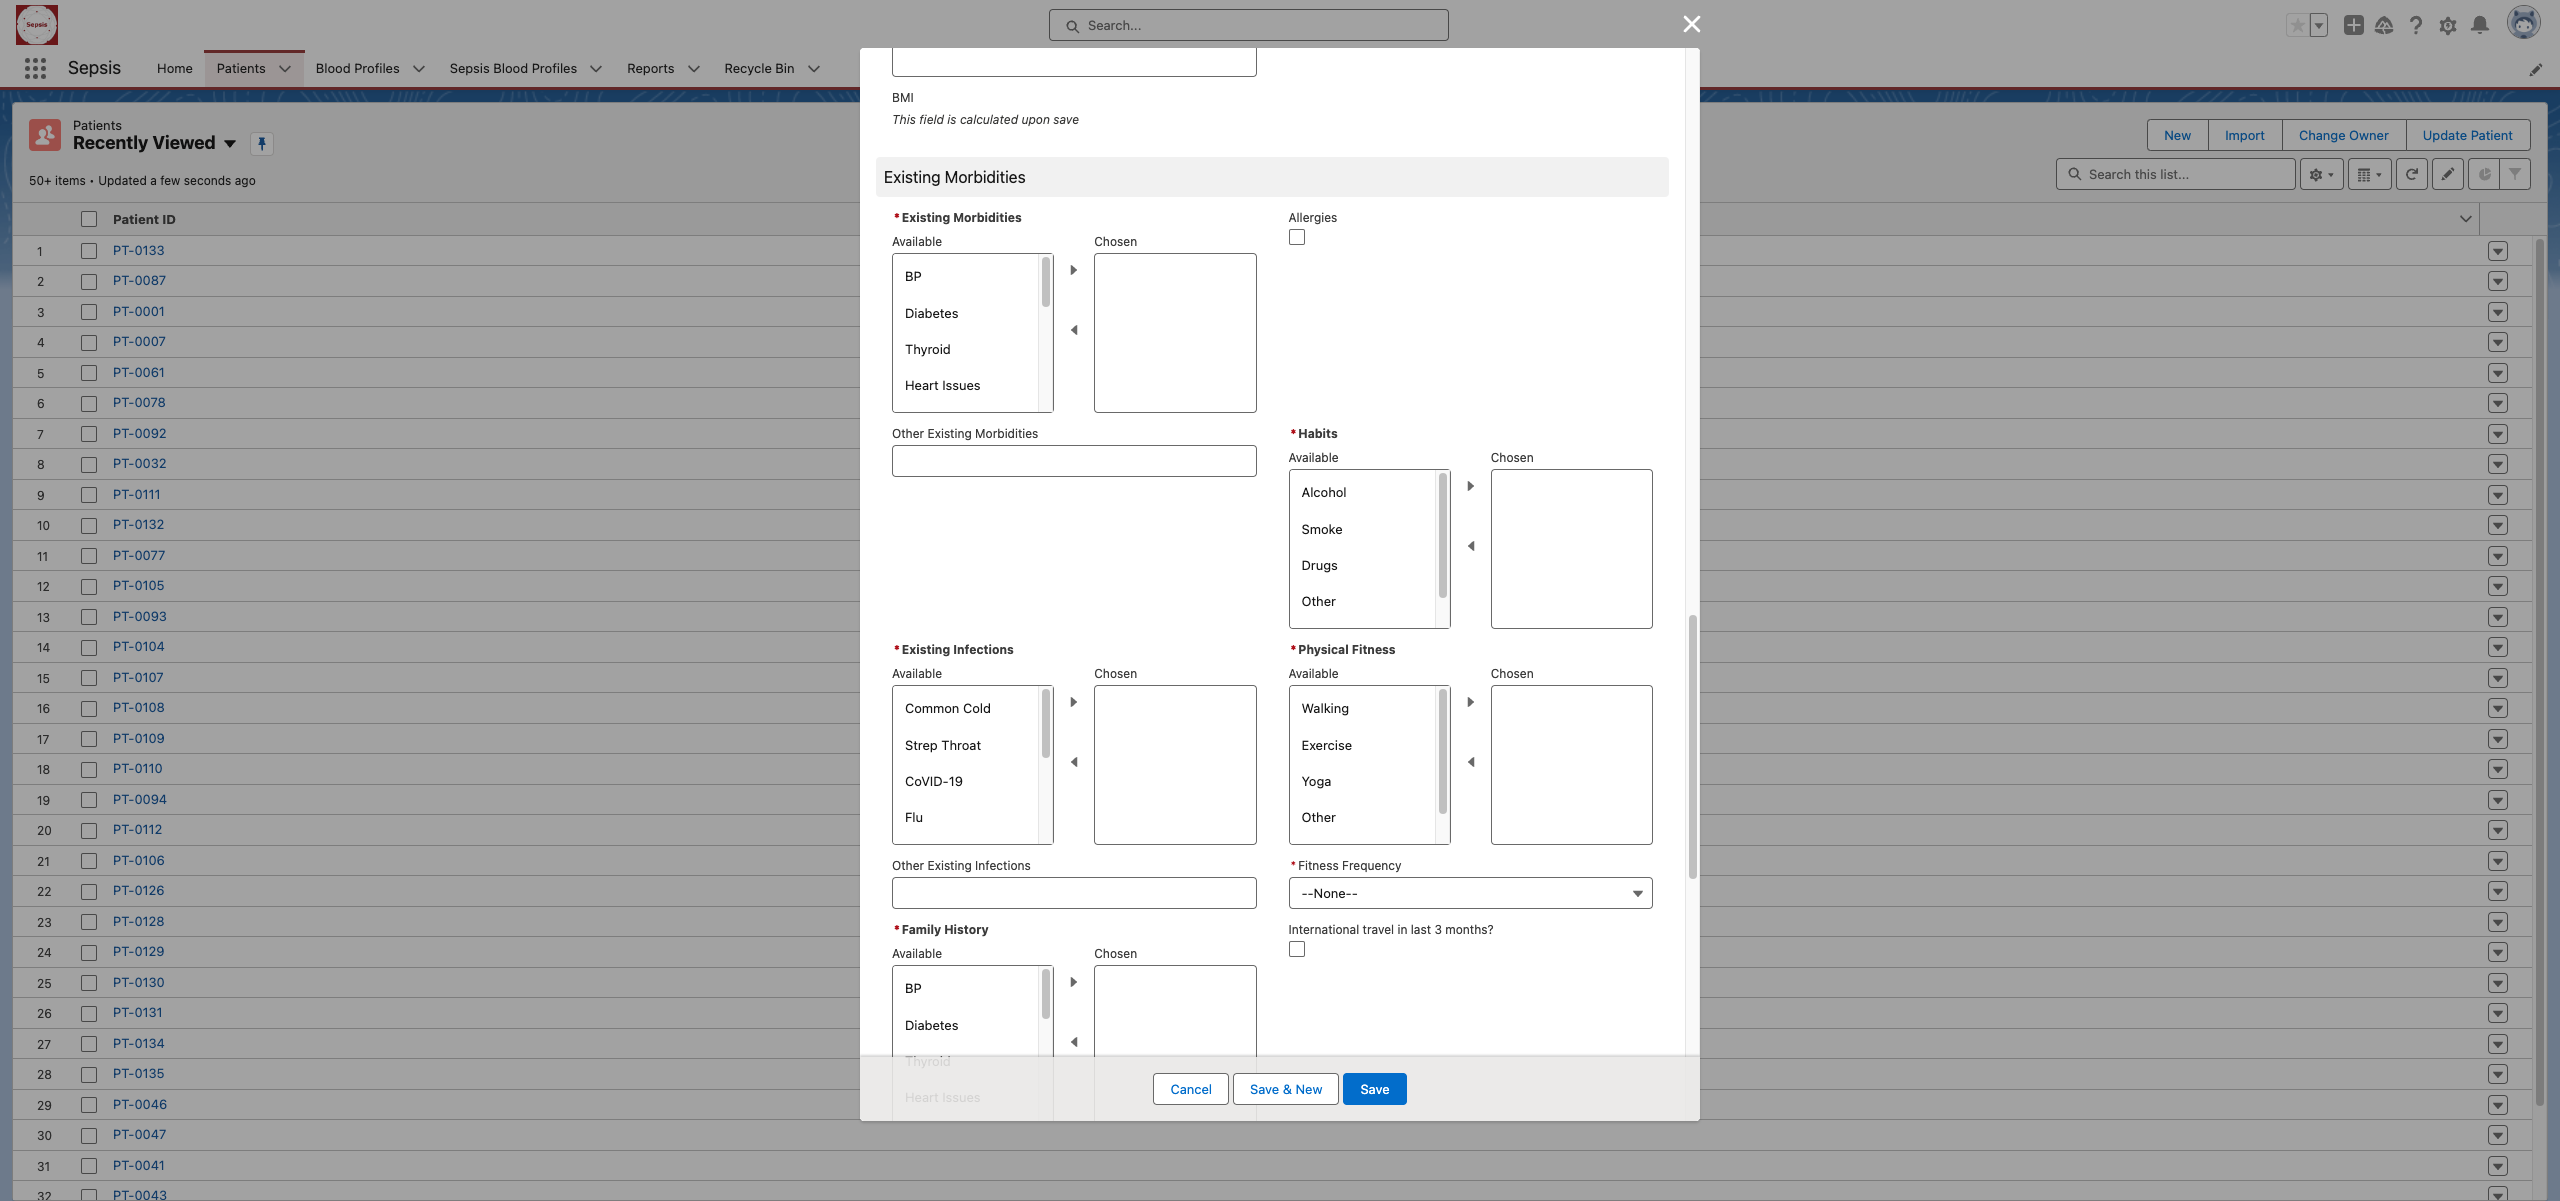 Sepsis
Search...
Sepsis
Home
Patients
Blood Profiles
Sepsis Blood Profiles
Reports
Recycle Bin
Patients
Recently Viewed
50+ items • Updated a few seconds ago
New
Import
Change Owner
Update Patient
Search this list...
Patient ID
1 PT-0133
2 PT-0087
3 PT-0001
4 PT-0007
5 PT-0061
6 PT-0078
7 PT-0092
8 PT-0032
9 PT-0111
10 PT-0132
11 PT-0077
12 PT-0105
13 PT-0093
14 PT-0104
15 PT-0107
16 PT-0108
17 PT-0109
18 PT-0110
19 PT-0094
20 PT-0112
21 PT-0106
22 PT-0126
23 PT-0128
24 PT-0129
25 PT-0130
26 PT-0131
27 PT-0134
28 PT-0135
29 PT-0046
30 PT-0047
31 PT-0041
32 PT-0043
BMI
This field is calculated upon save
Existing Morbidities
*Existing Morbidities
Available
Chosen
BP
Diabetes
Thyroid
Heart Issues
Allergies
Other Existing Morbidities
*Habits
Available
Chosen
Alcohol
Smoke
Drugs
Other
*Existing Infections
Available
Chosen
Common Cold
Strep Throat
CoVID-19
Flu
*Physical Fitness
Available
Chosen
Walking
Exercise
Yoga
Other
Other Existing Infections
*Fitness Frequency
--None--
*Family History
Available
Chosen
BP
Diabetes
Thyroid
Heart Issues
International travel in last 3 months?
Cancel
Save & New
Save